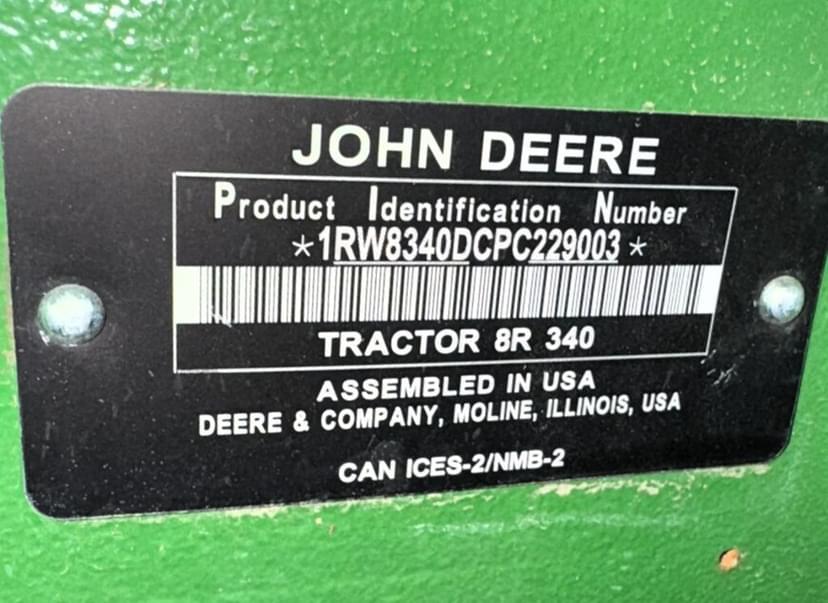 JOHN DEERE
Product Identification Number
*1RW8340DCPC229003*
TRACTOR 8R 340
ASSEMBLED IN USA
DEERE & COMPANY, MOLINE, ILLINOIS, USA
CAN ICES-2/NMB-2